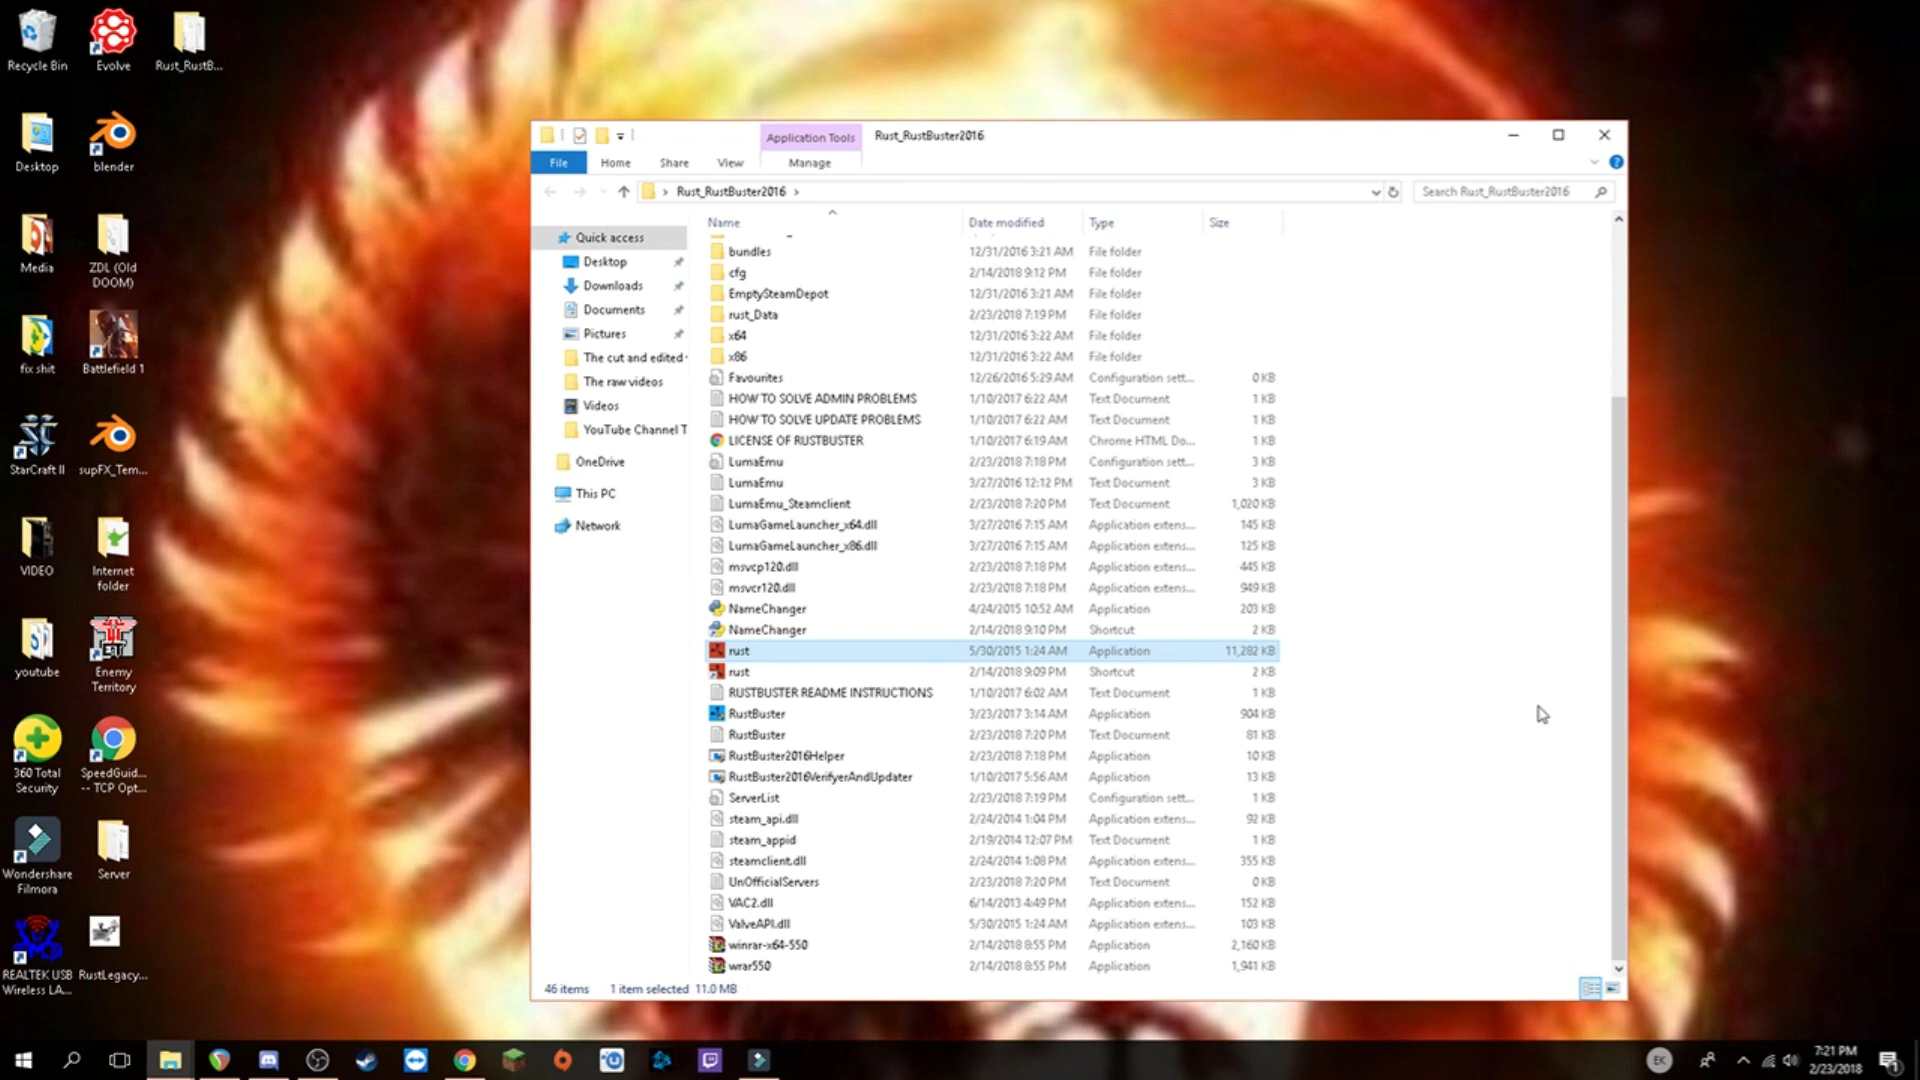 Recycle Bin
Evolve
Rust_RustB...
Desktop
blender
Media
ZDL (Old DOOM)
fix shit
Battlefield 1
StarCraft II
supFX_Tem...
VIDEO
Internet folder
youtube
Enemy Territory
360 Total Security
SpeedGuid... -- TCP Opt...
Wondershare Filmora
Server
REALTEK USB Wireless LA...
RustLegacy...
Application Tools
Rust_RustBuster2016
File
Home
Share
View
Manage
Rust_RustBuster2016
Search Rust_RustBuster2016
Quick access
Desktop
Downloads
Documents
Pictures
The cut and edited
The raw videos
Videos
YouTube Channel T
OneDrive
This PC
Network
Name Date modified Type Size
bundles 12/31/2016 3:21 AM File folder
cfg 2/14/2018 9:12 PM File folder
EmptySteamDepot 12/31/2016 3:21 AM File folder
rust_Data 2/23/2018 7:19 PM File folder
x64 12/31/2016 3:22 AM File folder
x86 12/31/2016 3:22 AM File folder
Favourites 12/26/2016 5:29 AM Configuration sett... 0 KB
HOW TO SOLVE ADMIN PROBLEMS 1/10/2017 6:22 AM Text Document 1 KB
HOW TO SOLVE UPDATE PROBLEMS 1/10/2017 6:22 AM Text Document 1 KB
LICENSE OF RUSTBUSTER 1/10/2017 6:19 AM Chrome HTML Do... 1 KB
LumaEmu 2/23/2018 7:18 PM Configuration sett... 3 KB
LumaEmu 3/27/2016 12:12 PM Text Document 3 KB
LumaEmu_Steamclient 2/23/2018 7:20 PM Text Document 1,020 KB
LumaGameLauncher_x64.dll 3/27/2016 7:15 AM Application extens... 145 KB
LumaGameLauncher_x86.dll 3/27/2016 7:15 AM Application extens... 125 KB
msvcp120.dll 2/23/2018 7:18 PM Application extens... 445 KB
msvcr120.dll 2/23/2018 7:18 PM Application extens... 949 KB
NameChanger 4/24/2015 10:52 AM Application 203 KB
NameChanger 2/14/2018 9:10 PM Shortcut 2 KB
rust 5/30/2015 1:24 AM Application 11,282 KB
rust 2/14/2018 9:09 PM Shortcut 2 KB
RUSTBUSTER README INSTRUCTIONS 1/10/2017 6:02 AM Text Document 1 KB
RustBuster 3/23/2017 3:14 AM Application 904 KB
RustBuster 2/23/2018 7:20 PM Text Document 81 KB
RustBuster2016Helper 2/23/2018 7:18 PM Application 10 KB
RustBuster2016VerifyerAndUpdater 1/10/2017 5:56 AM Application 13 KB
ServerList 2/23/2018 7:19 PM Configuration sett... 1 KB
steam_api.dll 2/24/2014 1:04 PM Application extens... 92 KB
steam_appid 2/19/2014 12:07 PM Text Document 1 KB
steamclient.dll 2/24/2014 1:08 PM Application extens... 355 KB
UnOfficialServers 2/23/2018 7:20 PM Text Document 0 KB
VAC2.dll 6/14/2013 4:49 PM Application extens... 152 KB
ValveAPI.dll 5/30/2015 1:24 AM Application extens... 103 KB
winrar-x64-550 2/14/2018 8:55 PM Application 2,160 KB
wrar550 2/14/2018 8:55 PM Application 1,941 KB
46 items 1 item selected 11.0 MB
EK
7:21 PM
2/23/2018
1